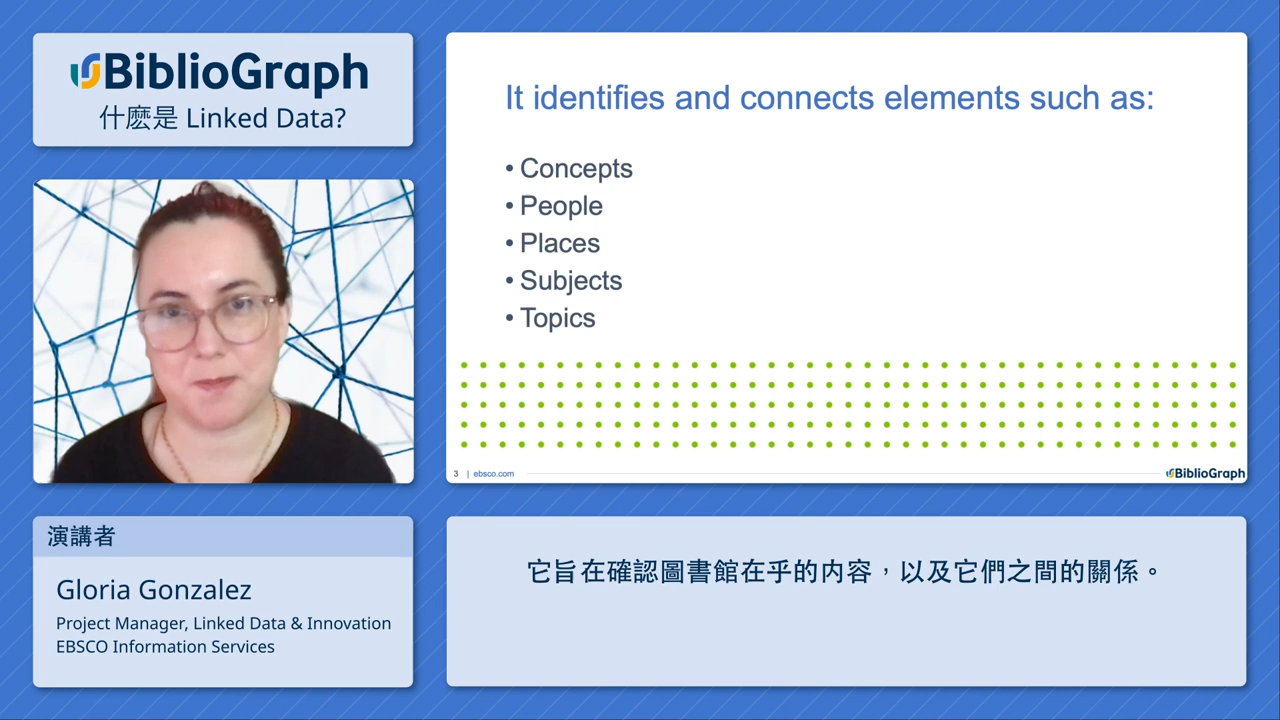 BiblioGraph
什麽是 Linked Data?
It identifies and connects elements such as:
• Concepts
• People
• Places
• Subjects
• Topics
3 | ebsco.com
BiblioGraph
演講者
Gloria Gonzalez
Project Manager, Linked Data & Innovation
EBSCO Information Services
它旨在確認圖書館在乎的内容，以及它們之間的關係。